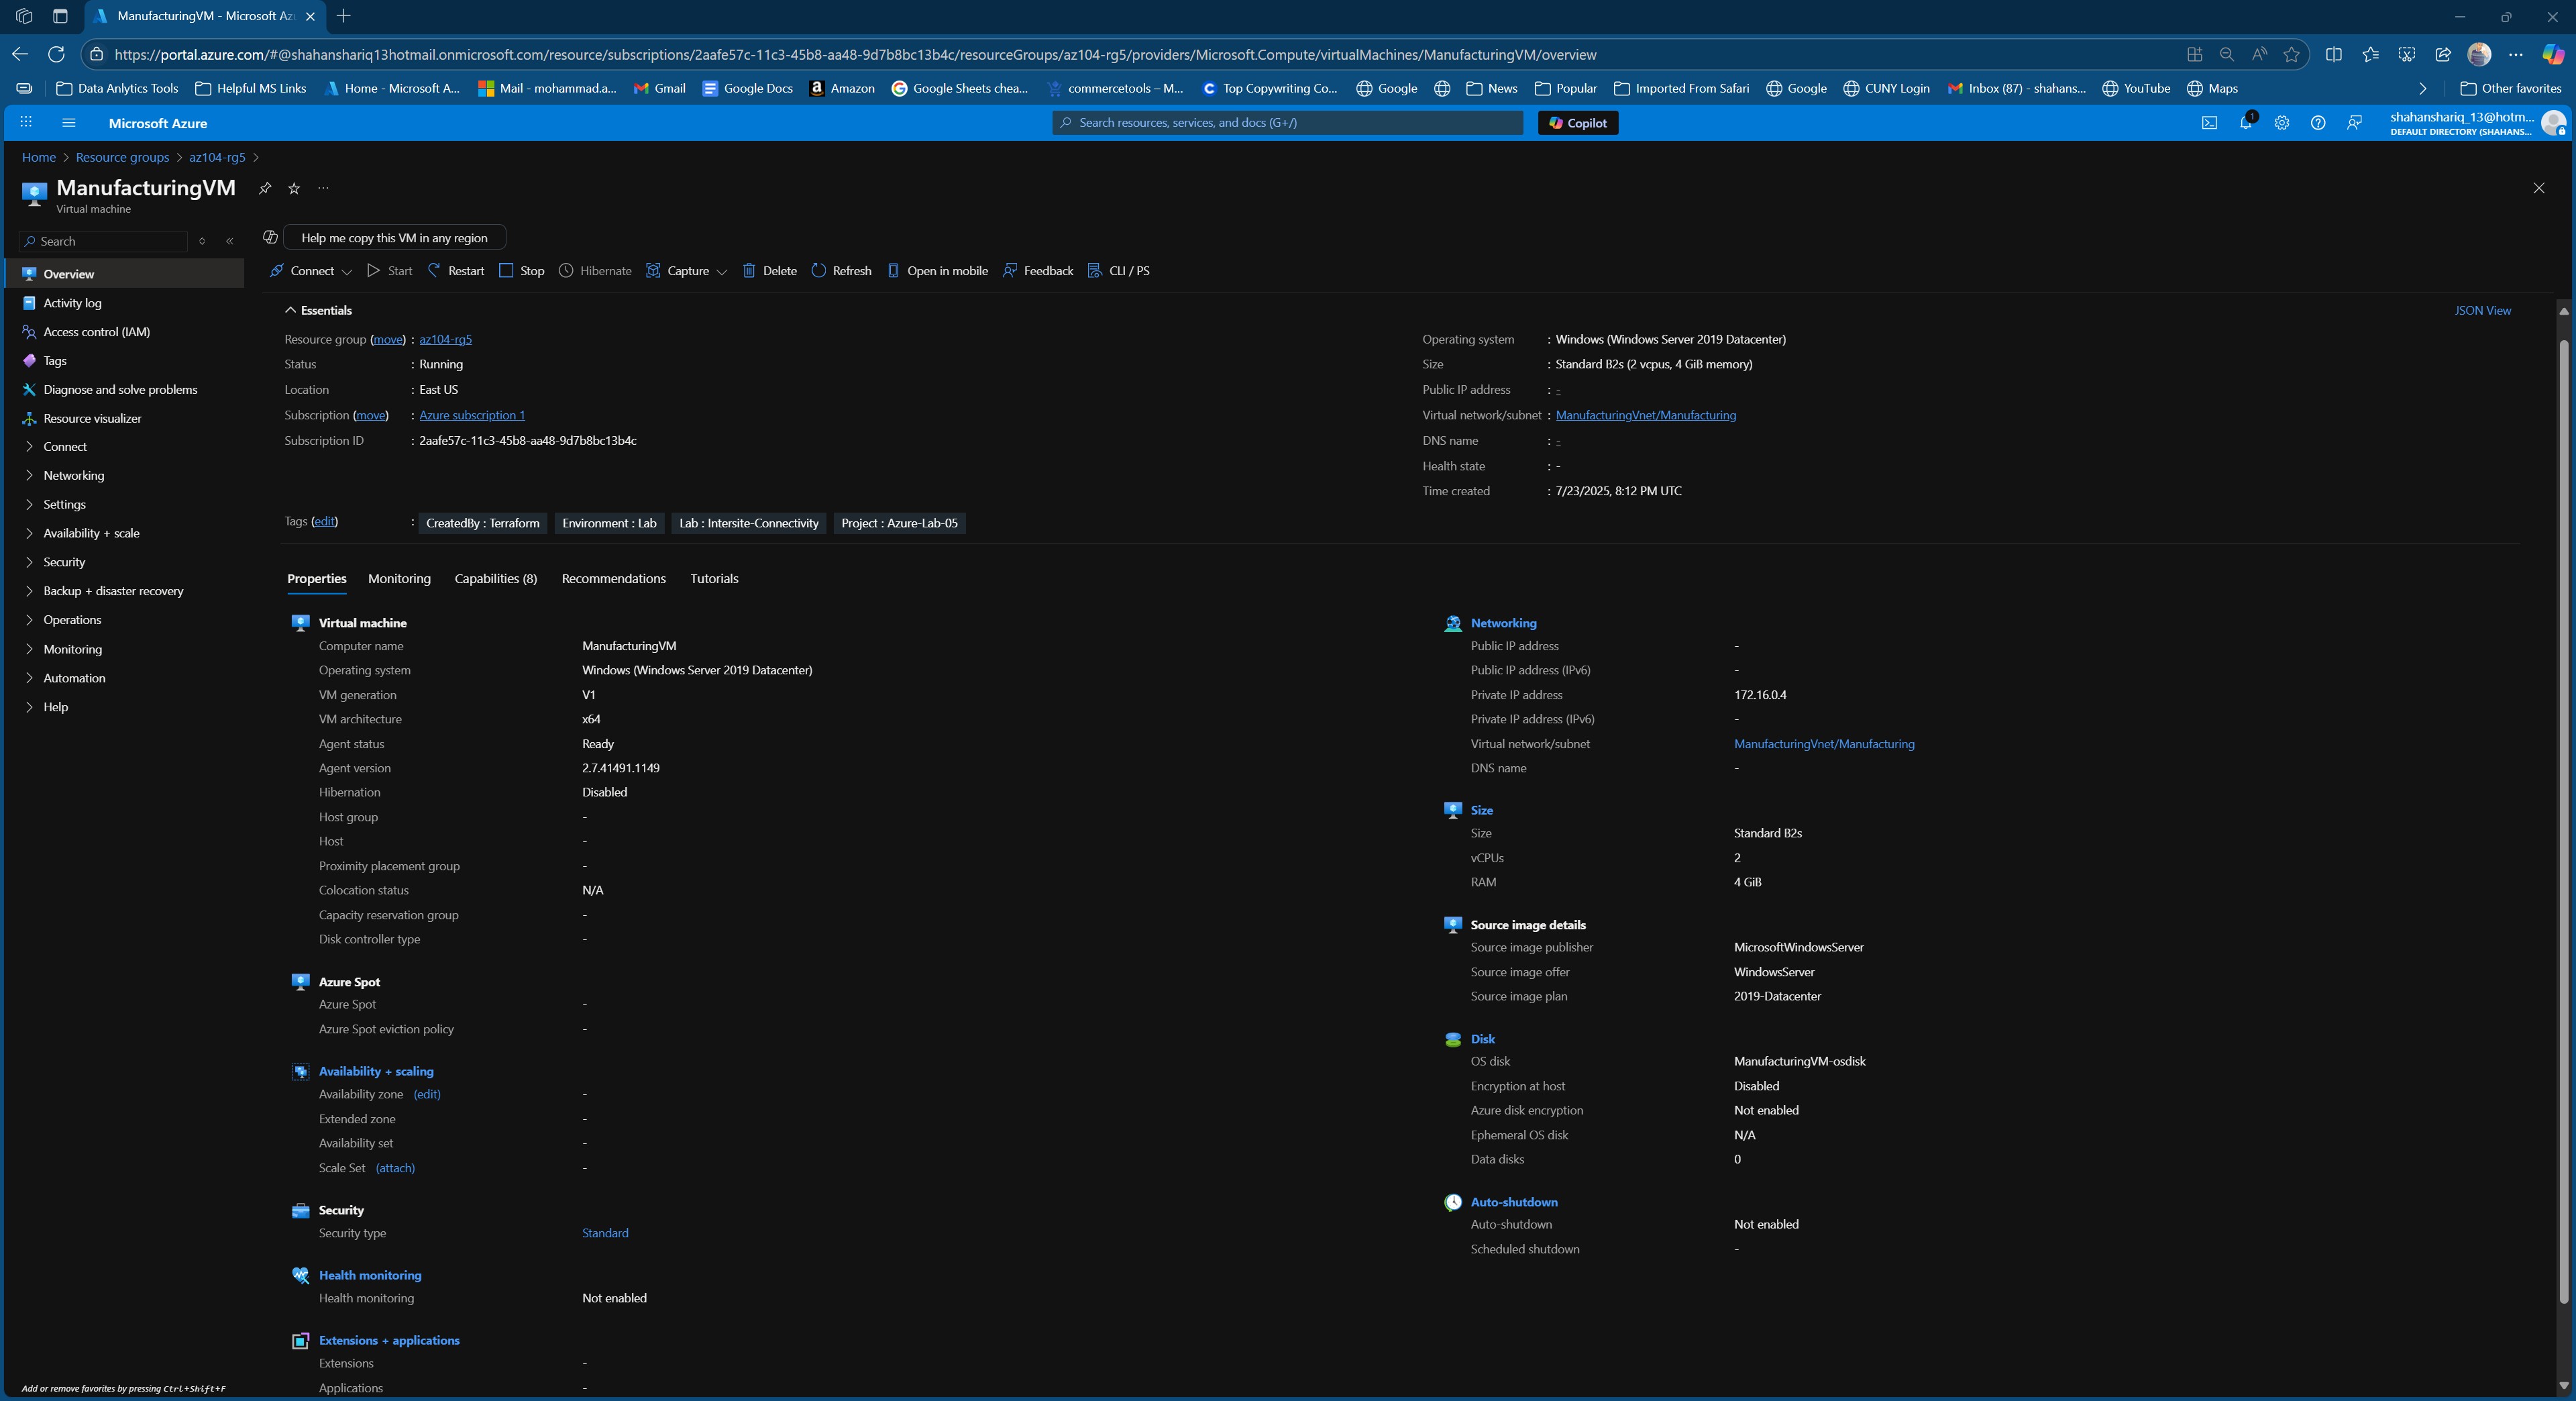 ManufacturingVM - Microsoft Az
https://portal.azure.com/#@shahanshariq13hotmail.onmicrosoft.com/resource/subscriptions/2aafe57c-11c3-45b8-aa48-9d7b8bc13b4c/resourceGroups/az104-rg5/providers/Microsoft.Compute/virtualMachines/ManufacturingVM/overview
Data Anlytics Tools Helpful MS Links Home - Microsoft A... Mail - mohammad.a... Gmail Google Docs Amazon Google Sheets chea... commercetools – M... Top Copywriting Co... Google News Popular Imported From Safari Google CUNY Login Inbox (87) - shahans... YouTube Maps Other favorites
Microsoft Azure
Search resources, services, and docs (G+/)
Copilot
1
shahanshariq_13@hotm...
DEFAULT DIRECTORY (SHAHANS...
Home > Resource groups > az104-rg5 >
ManufacturingVM
Virtual machine
Search
Overview
Activity log
Access control (IAM)
Tags
Diagnose and solve problems
Resource visualizer
Connect
Networking
Settings
Availability + scale
Security
Backup + disaster recovery
Operations
Monitoring
Automation
Help
Add or remove favorites by pressing Ctrl+Shift+F
Help me copy this VM in any region
Connect Start Restart Stop Hibernate Capture Delete Refresh Open in mobile Feedback CLI / PS
Essentials
JSON View
Resource group (move) : az104-rg5
Status : Running
Location : East US
Subscription (move) : Azure subscription 1
Subscription ID : 2aafe57c-11c3-45b8-aa48-9d7b8bc13b4c
Operating system : Windows (Windows Server 2019 Datacenter)
Size : Standard B2s (2 vcpus, 4 GiB memory)
Public IP address : -
Virtual network/subnet : ManufacturingVnet/Manufacturing
DNS name : -
Health state : -
Time created : 7/23/2025, 8:12 PM UTC
Tags (edit) : CreatedBy : Terraform Environment : Lab Lab : Intersite-Connectivity Project : Azure-Lab-05
Properties Monitoring Capabilities (8) Recommendations Tutorials
Virtual machine
Computer name ManufacturingVM
Operating system Windows (Windows Server 2019 Datacenter)
VM generation V1
VM architecture x64
Agent status Ready
Agent version 2.7.41491.1149
Hibernation Disabled
Host group -
Host -
Proximity placement group -
Colocation status N/A
Capacity reservation group -
Disk controller type -
Azure Spot
Azure Spot -
Azure Spot eviction policy -
Availability + scaling
Availability zone (edit) -
Extended zone -
Availability set -
Scale Set (attach) -
Security
Security type Standard
Health monitoring
Health monitoring Not enabled
Extensions + applications
Extensions -
Applications -
Networking
Public IP address -
Public IP address (IPv6) -
Private IP address 172.16.0.4
Private IP address (IPv6) -
Virtual network/subnet ManufacturingVnet/Manufacturing
DNS name -
Size
Size Standard B2s
vCPUs 2
RAM 4 GiB
Source image details
Source image publisher MicrosoftWindowsServer
Source image offer WindowsServer
Source image plan 2019-Datacenter
Disk
OS disk ManufacturingVM-osdisk
Encryption at host Disabled
Azure disk encryption Not enabled
Ephemeral OS disk N/A
Data disks 0
Auto-shutdown
Auto-shutdown Not enabled
Scheduled shutdown -